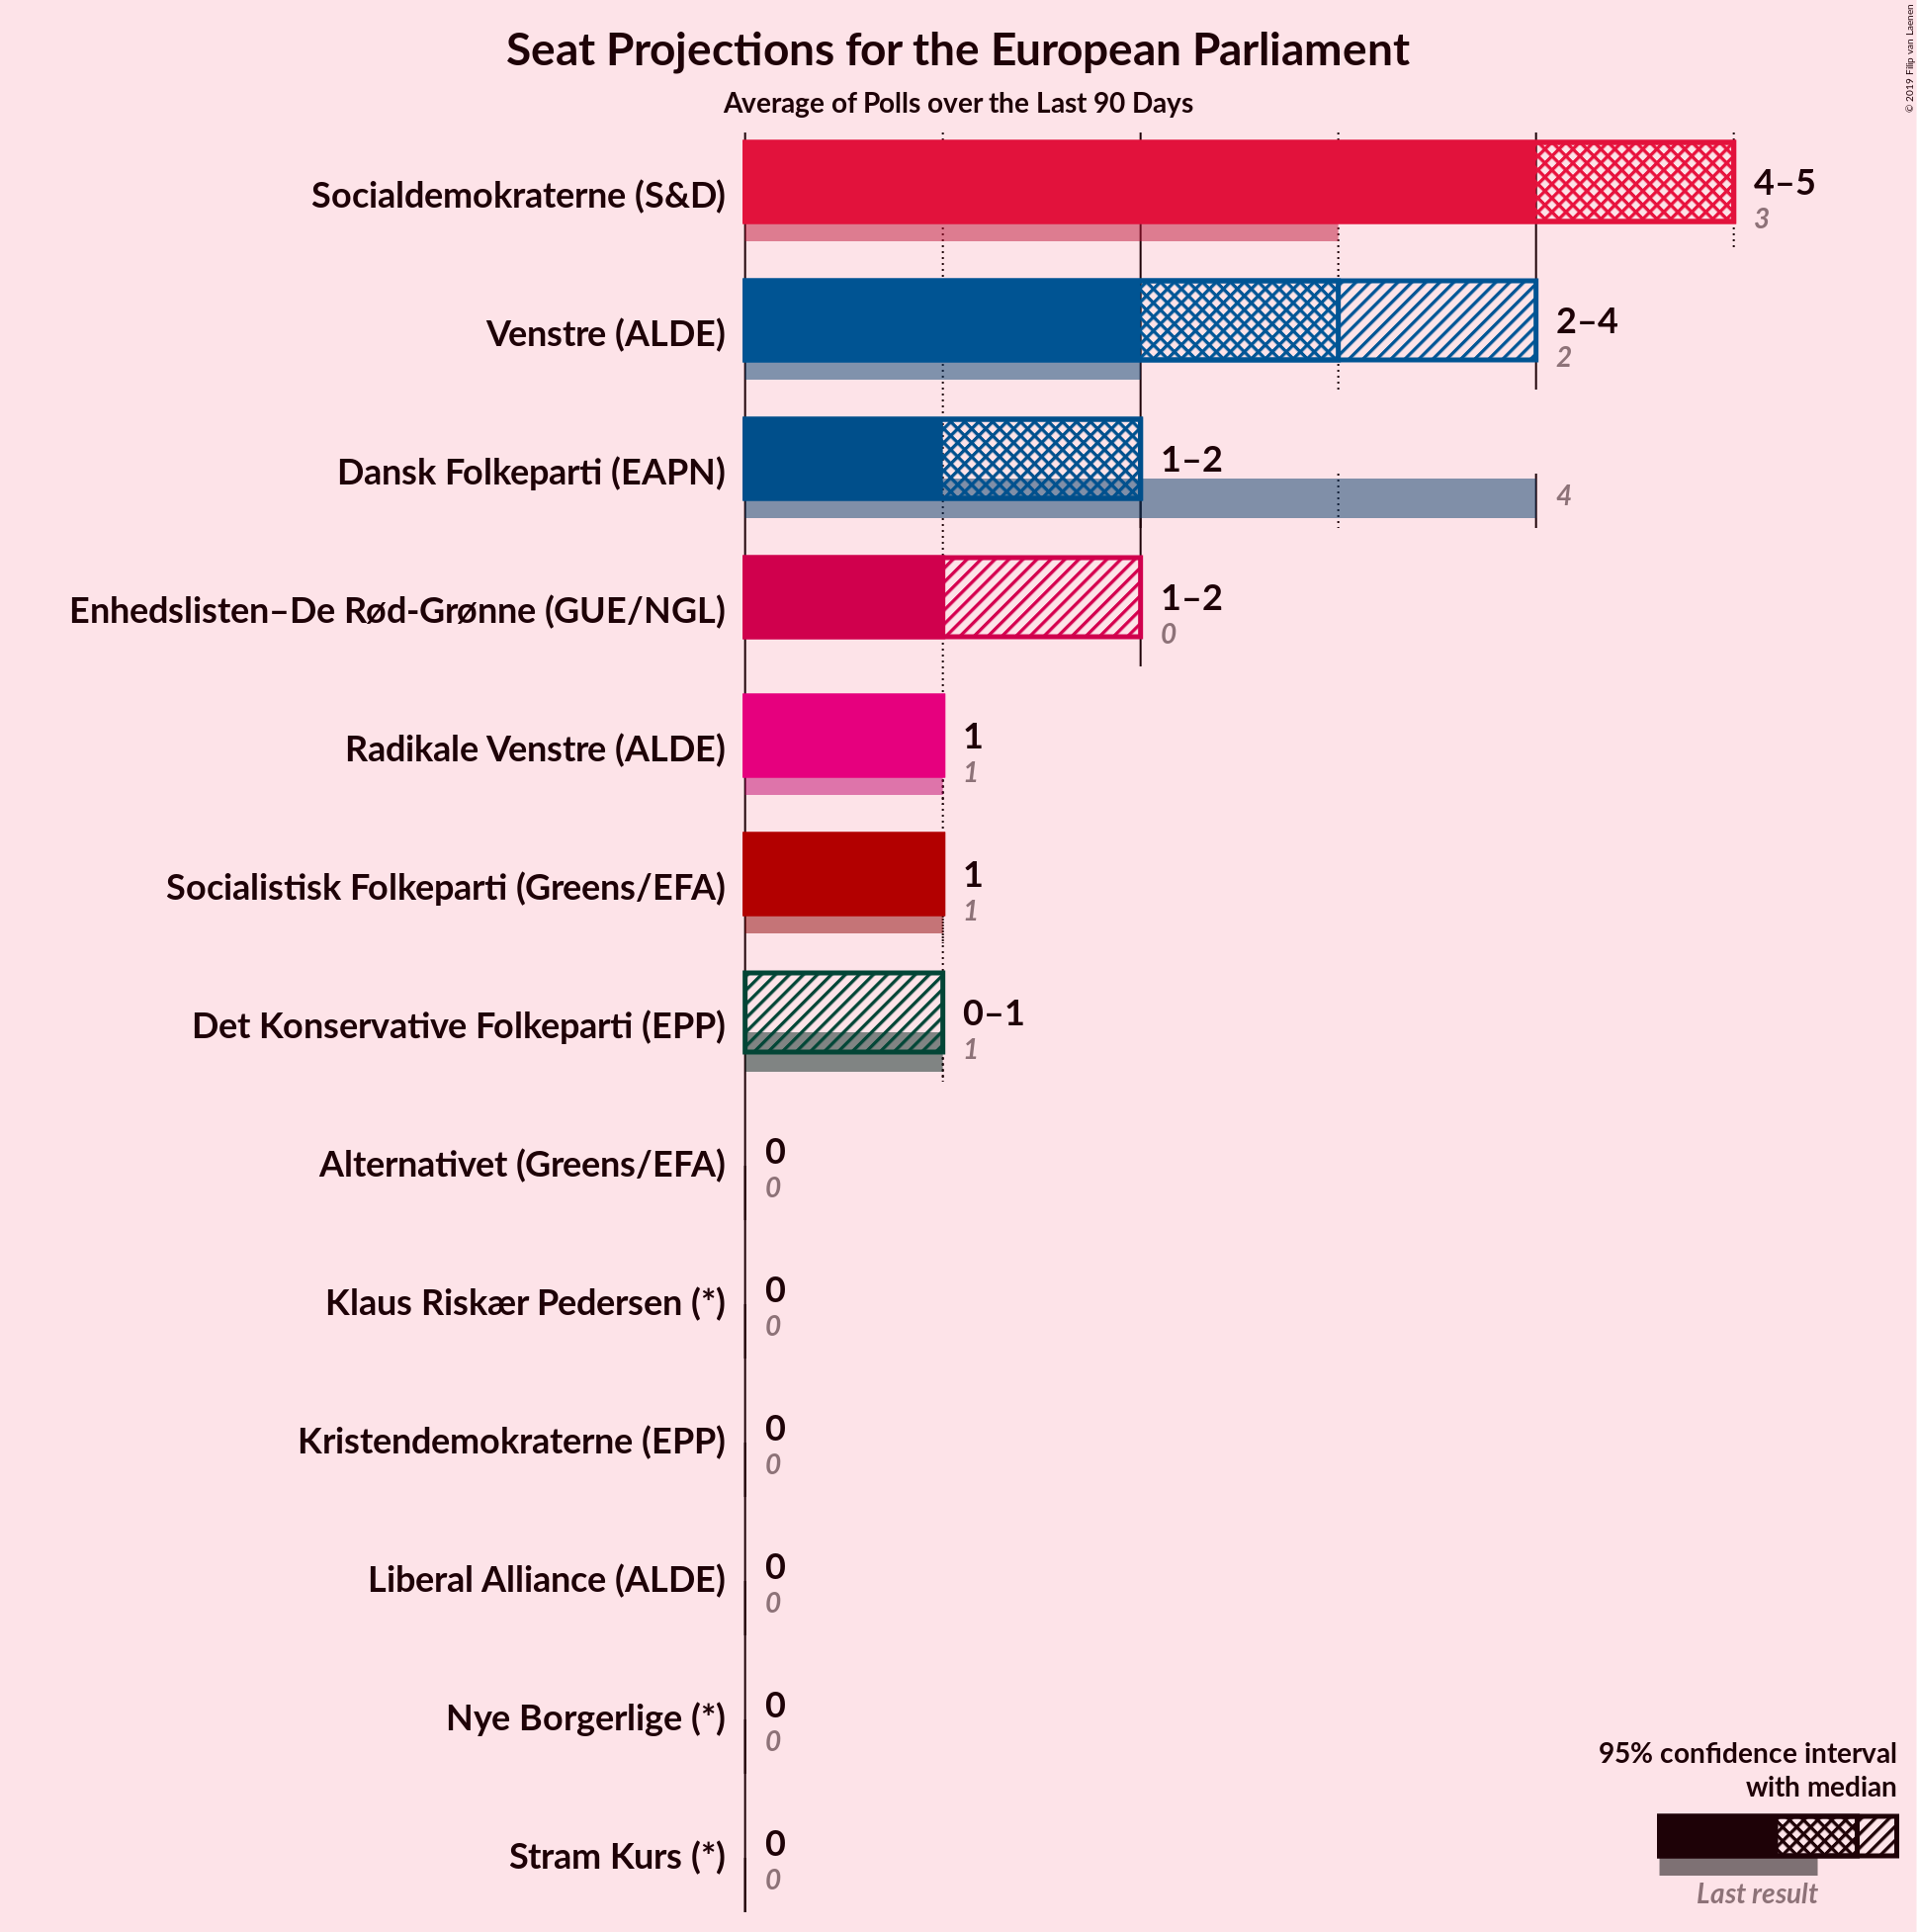 Seat Projections for the European Parliament
Average of Polls over the Last 90 Days
© 2019 Filip van Laenen
Socialdemokraterne (S&D)
4–5
3
Venstre (ALDE)
2–4
2
Dansk Folkeparti (EAPN)
1–2
4
Enhedslisten–De Rød-Grønne (GUE/NGL)
1–2
0
Radikale Venstre (ALDE)
1
1
Socialistisk Folkeparti (Greens/EFA)
1
1
Det Konservative Folkeparti (EPP)
0–1
1
Alternativet (Greens/EFA)
0
0
Klaus Riskær Pedersen (*)
0
0
Kristendemokraterne (EPP)
0
0
Liberal Alliance (ALDE)
0
0
Nye Borgerlige (*)
0
0
Stram Kurs (*)
0
0
95% confidence interval
with median
Last result